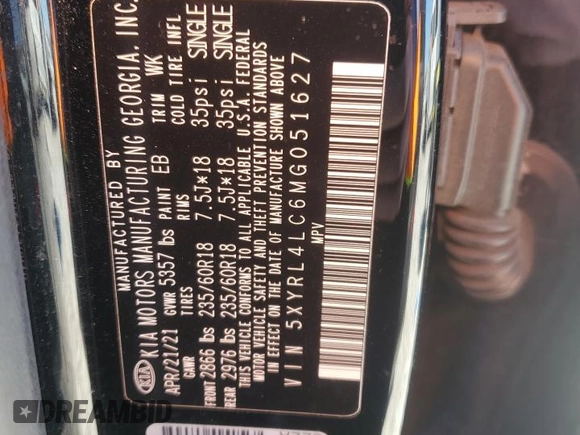 KIA
MANUFACTURED BY
KIA MOTORS MANUFACTURING GEORGIA, INC.
APR/21/21 GVWR 5357 lbs PAINT EB TRIM WK
GAWR TIRES RIMS COLD TIRE INFL
FRONT 2866 lbs 235/60R18 7.5J*18 35psi SINGLE
REAR 2976 lbs 235/60R18 7.5J*18 35psi SINGLE
THIS VEHICLE CONFORMS TO ALL APPLICABLE U.S.A. FEDERAL
MOTOR VEHICLE SAFETY AND THEFT PREVENTION STANDARDS
IN EFFECT ON THE DATE OF MANUFACTURE SHOWN ABOVE
VIN 5XYRL4LC6MG051627
MPV
DREAMBID